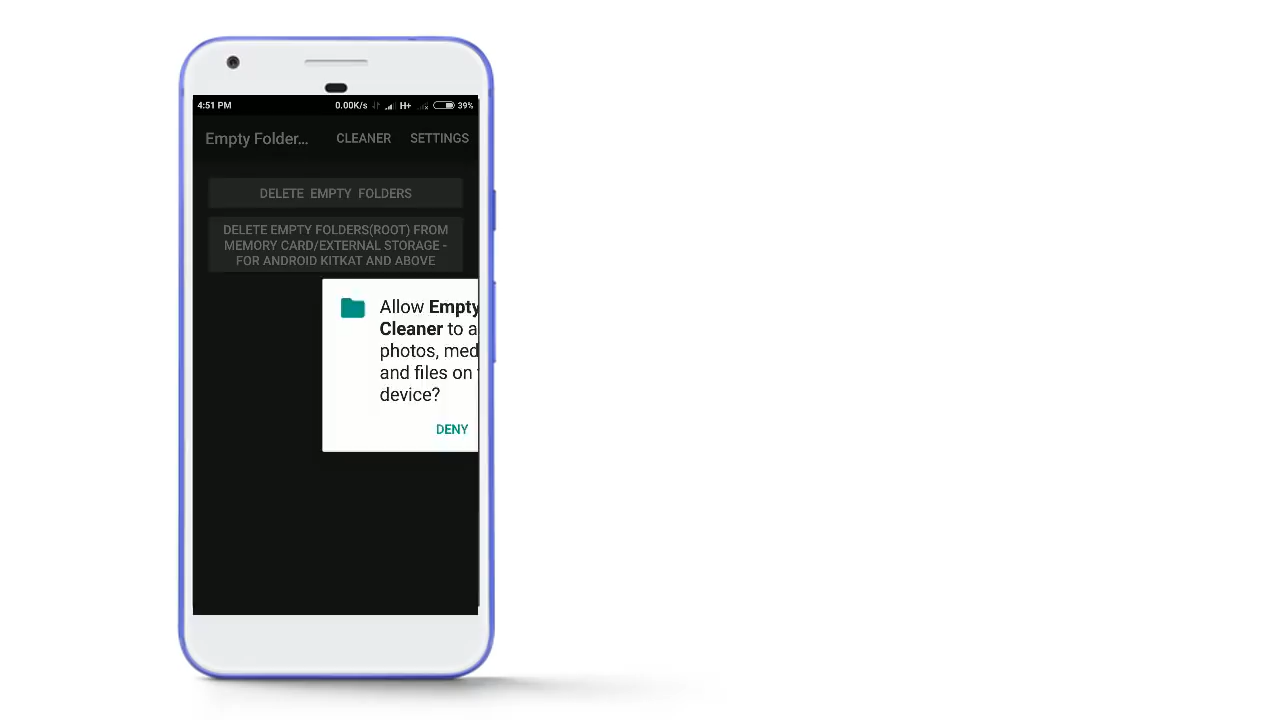 4:51 PM 0.00K/s H+ 39%
Empty Folder... CLEANER SETTINGS
DELETE EMPTY FOLDERS
DELETE EMPTY FOLDERS(ROOT) FROM
MEMORY CARD/EXTERNAL STORAGE -
FOR ANDROID KITKAT AND ABOVE
Allow Empty
Cleaner to a
photos, med
and files on
device?
DENY